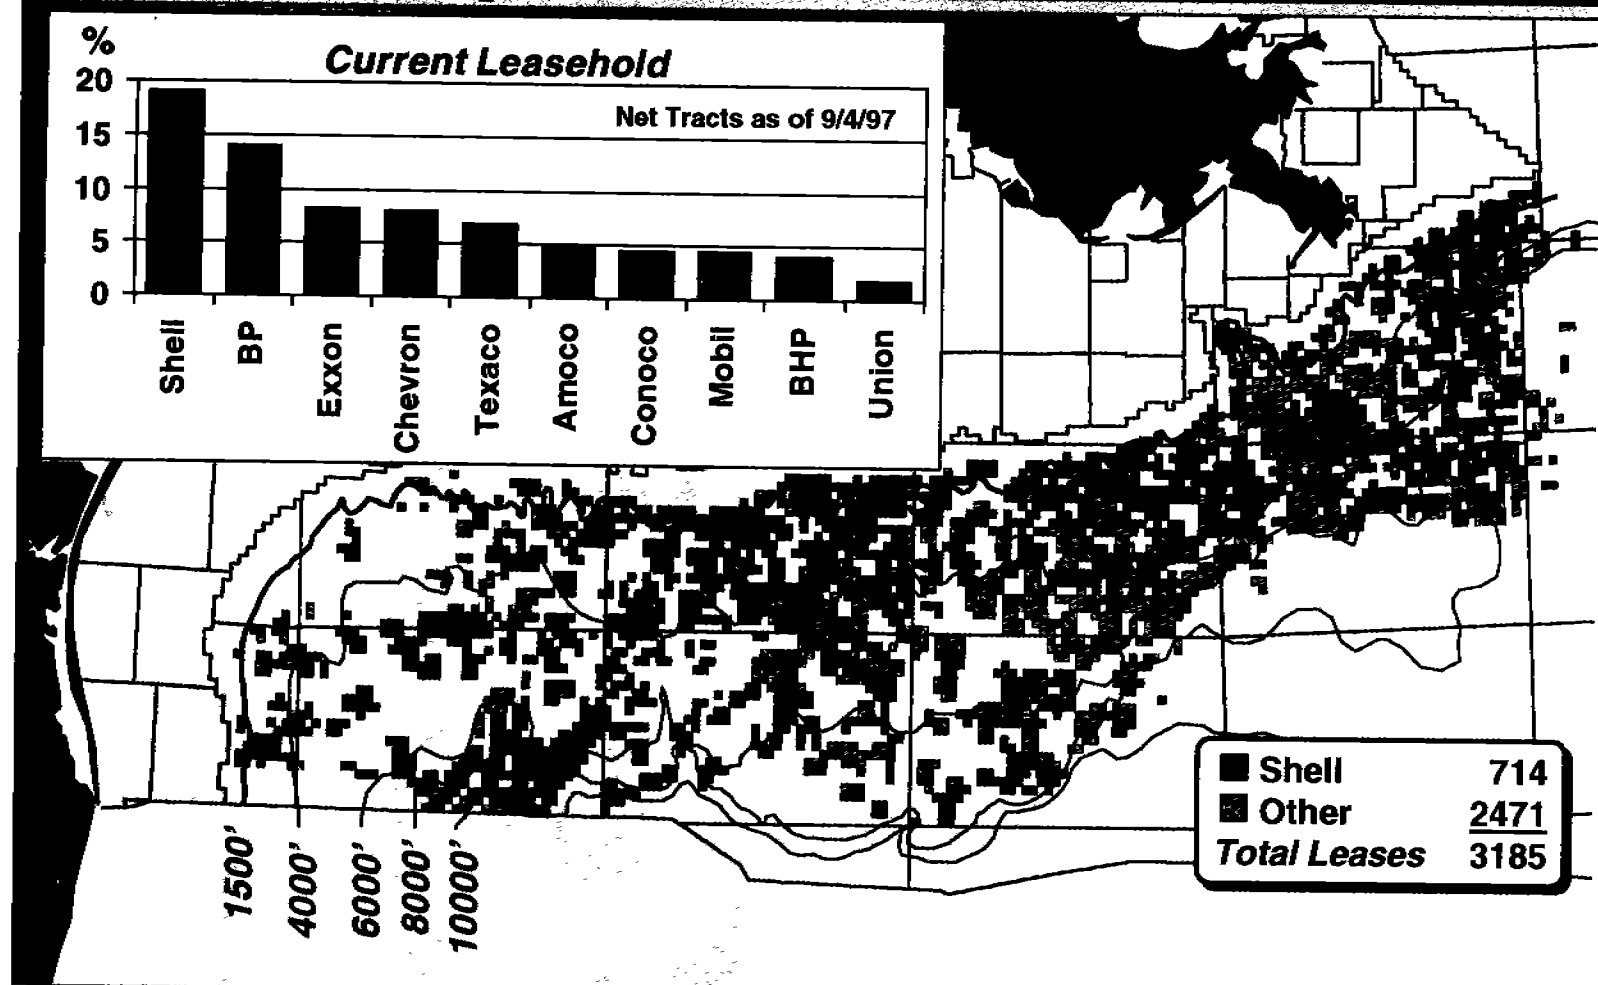 %
Current Leasehold
20
Net Tracts as of 9/4/97
15
10
5
0
Shell
BP
Exxon
Chevron
Texaco
Amoco
Conoco
Mobil
BHP
Union
1500'
4000'
6000'
8000'
10000'
Shell 714
Other 2471
Total Leases 3185